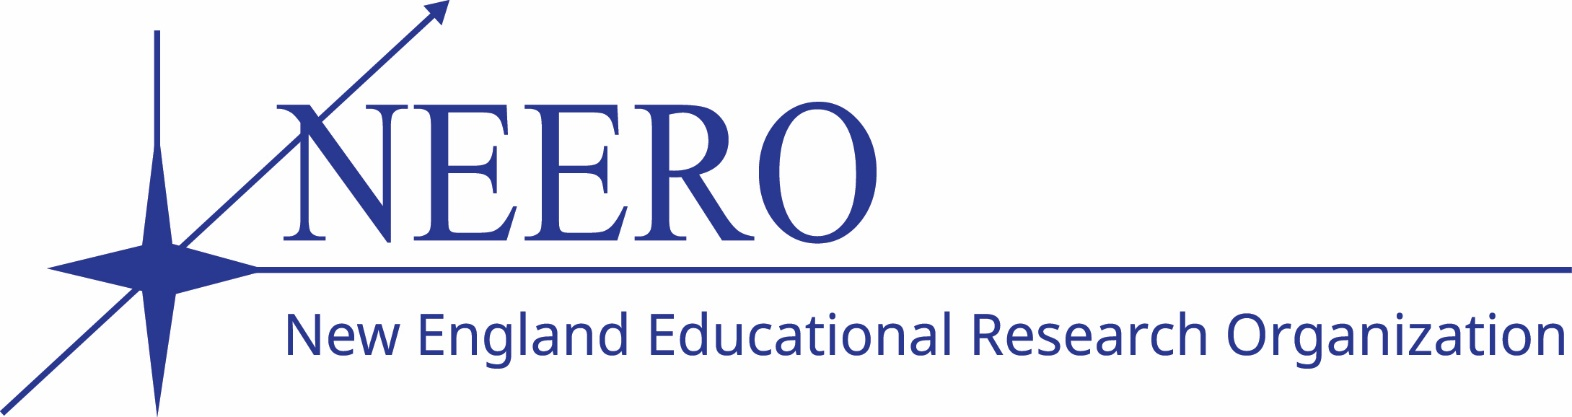 NEERO
New England Educational Research Organization